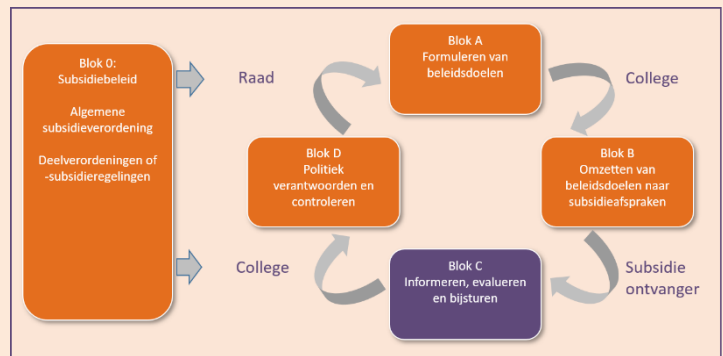 Blok 0:
Subsidiebeleid
Algemene
subsidieverordening
Deelverordeningen of
-subsidieregelingen
Raad
Blok A
Formuleren van
beleidsdoelen
College
Blok D
Politiek
verantwoorden en
controleren
Blok B
Omzetten van
beleidsdoelen naar
subsidieafspraken
College
Blok C
Informeren, evalueren
en bijsturen
Subsidie
ontvanger